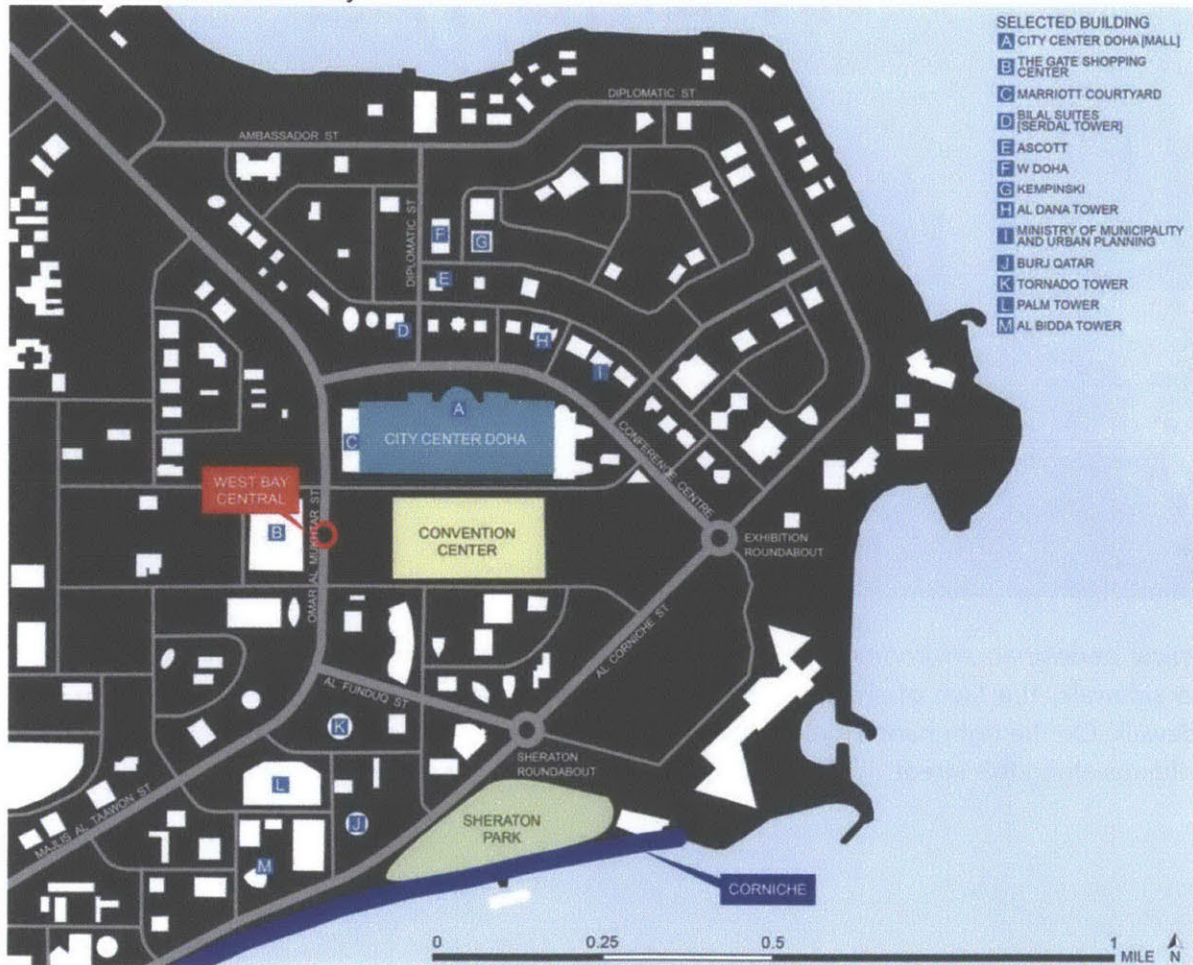 SELECTED BUILDING
A CITY CENTER DOHA [MALL]
B THE GATE SHOPPING
CENTER
C MARRIOTT COURTYARD
D BILAL SUITES
[SERDAL TOWER]
E ASCOTT
F W DOHA
G KEMPINSKI
H AL DANA TOWER
I MINISTRY OF MUNICIPALITY
AND URBAN PLANNING
J BURJ QATAR
K TORNADO TOWER
L PALM TOWER
M AL BIDDA TOWER
DIPLOMATIC ST
AMBASSADOR ST
DIPLOMATIC ST
F
G
E
D
H
I
A
C
CITY CENTER DOHA
CONFERENCE CENTRE
WEST BAY
CENTRAL
B
OMAR AL MUKHTAR ST
CONVENTION
CENTER
EXHIBITION
ROUNDABOUT
AL CORNICHE ST
AL FUNDUQ ST
K
SHERATON
ROUNDABOUT
L
MAJLIS AL TAAWON ST
J
SHERATON
PARK
M
CORNICHE
0 0.25 0.5 1
MILE N